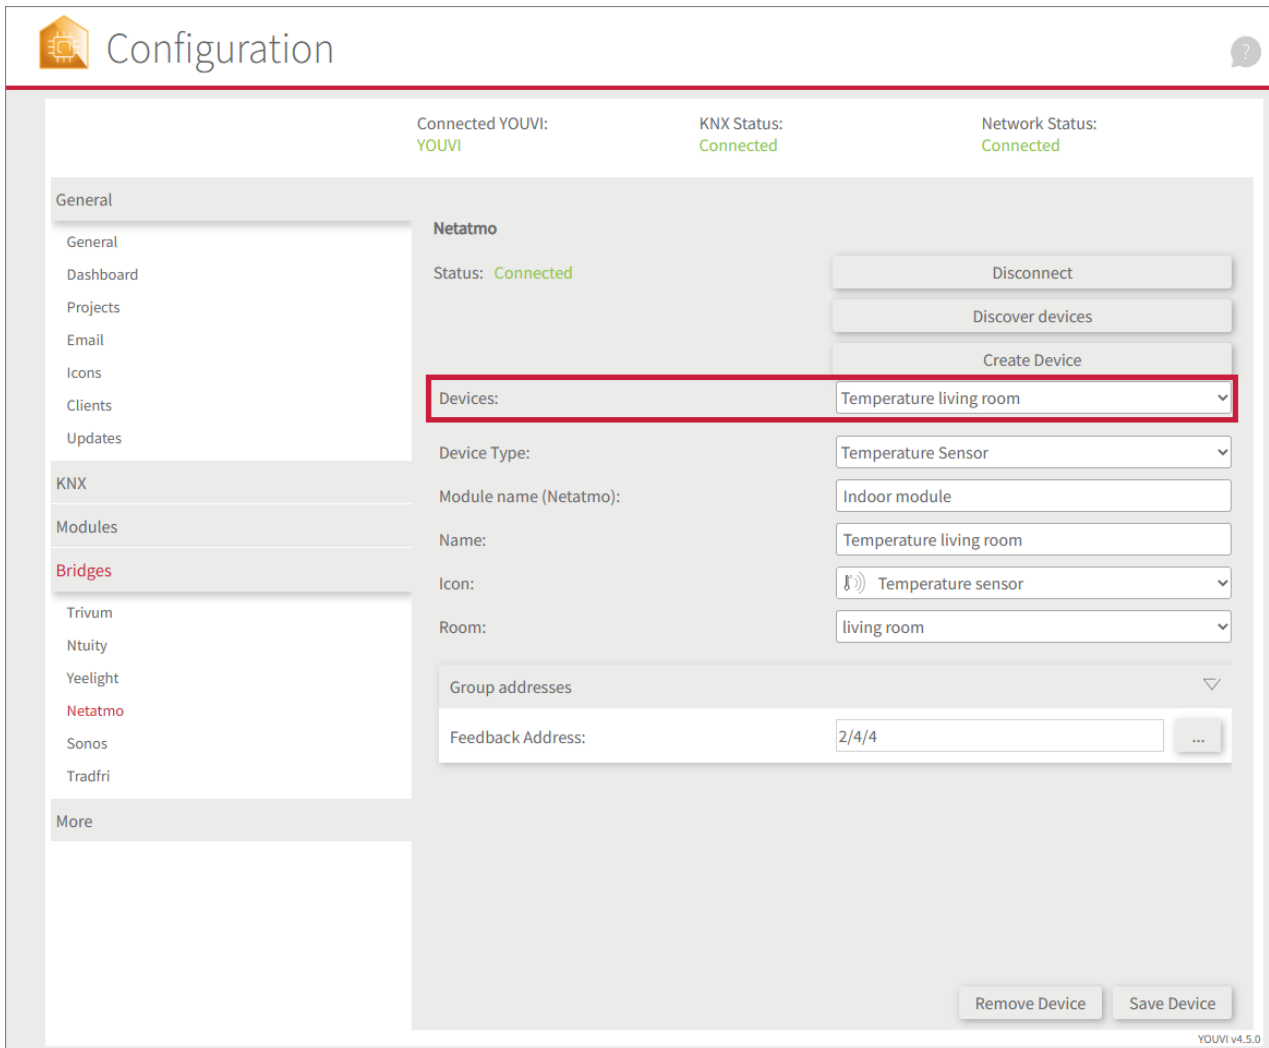 Configuration
?
Connected YOUVI:
YOUVI
KNX Status:
Connected
Network Status:
Connected
General
General
Dashboard
Projects
Email
Icons
Clients
Updates
KNX
Modules
Bridges
Trivum
Ntuity
Yeelight
Netatmo
Sonos
Tradfri
More
Netatmo
Status: Connected
Disconnect
Discover devices
Create Device
Devices: Temperature living room
Device Type: Temperature Sensor
Module name (Netatmo): Indoor module
Name: Temperature living room
Icon: Temperature sensor
Room: living room
Group addresses
Feedback Address: 2/4/4 ...
Remove Device Save Device
YOUVI v4.5.0